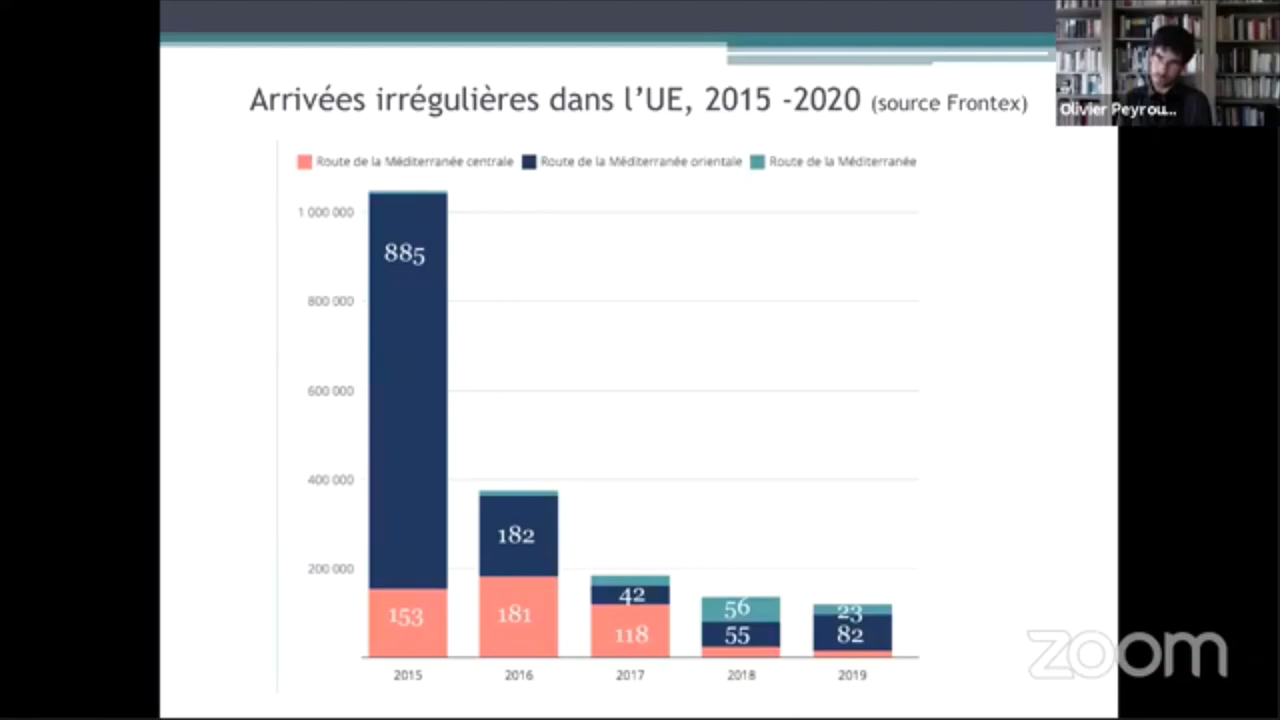 Arrivées irrégulières dans l'UE, 2015 -2020 (source Frontex)
Olivier Peyrou...
Route de la Méditerranée centrale Route de la Méditerranée orientale Route de la Méditerranée
1 000 000
885
800 000
600 000
400 000
182
200 000
42
56
23
153
181
118
55
82
2015 2016 2017 2018 2019
zoom